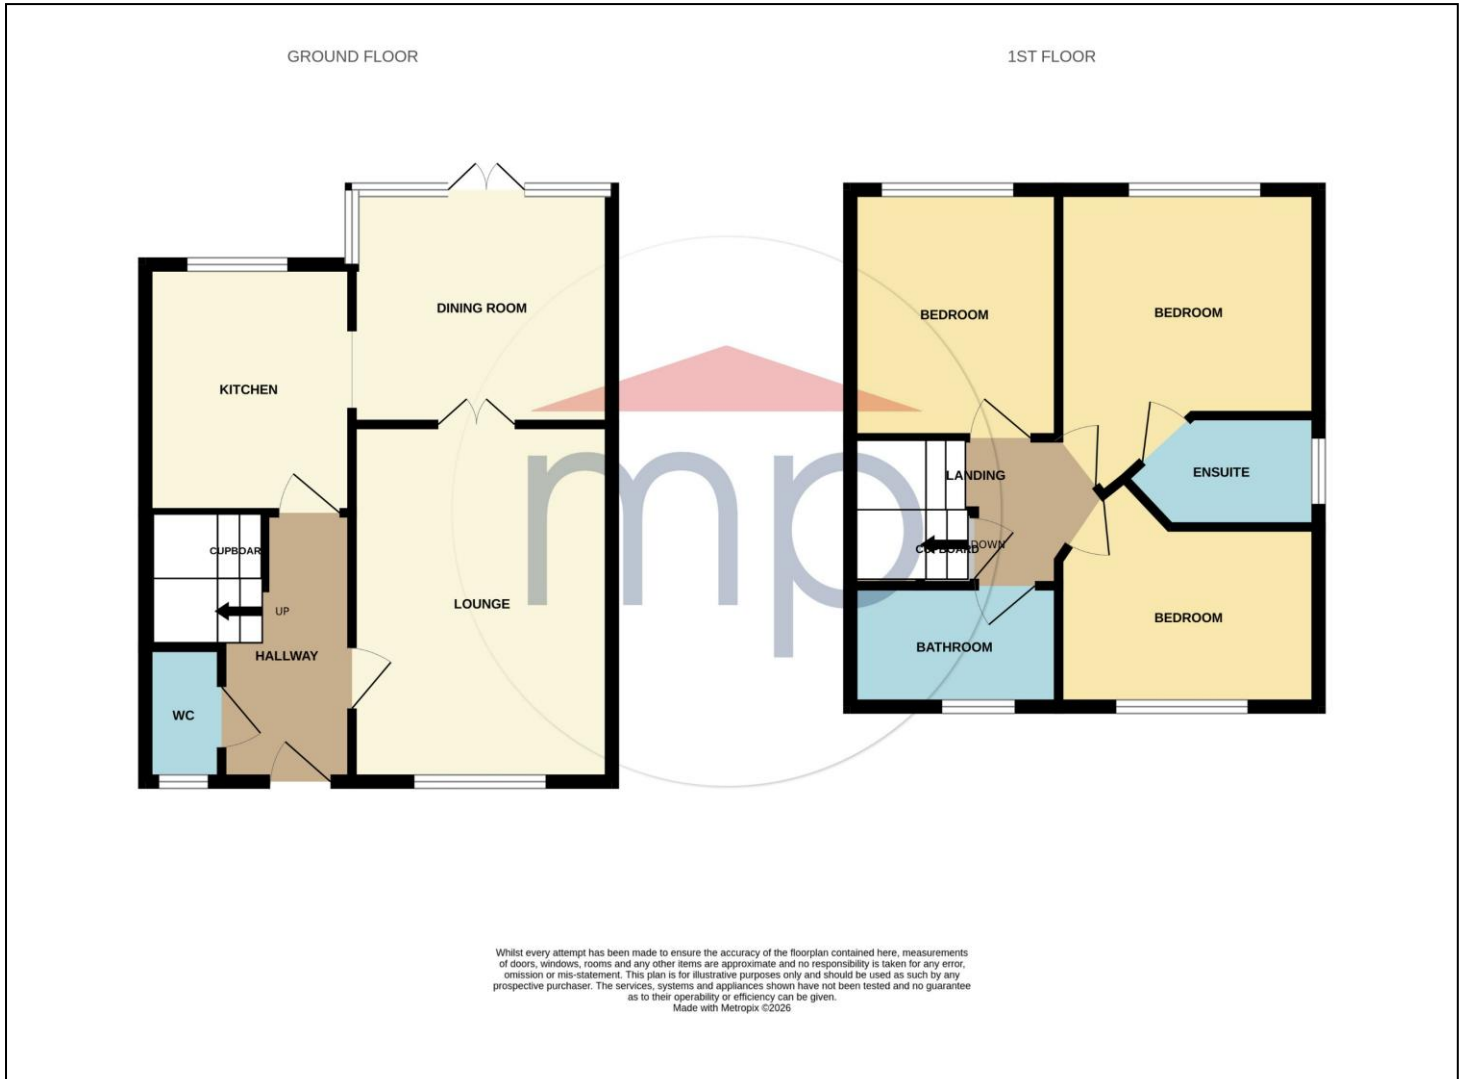 GROUND FLOOR
1ST FLOOR
DINING ROOM
KITCHEN
CUPBOAR
UP
LOUNGE
HALLWAY
WC
BEDROOM
BEDROOM
LANDING
ENSUITE
DOWN
CUPBOARD
BEDROOM
BATHROOM
mp
Whilst every attempt has been made to ensure the accuracy of the floorplan contained here, measurements
of doors, windows, rooms and any other items are approximate and no responsibility is taken for any error,
omission or mis-statement. This plan is for illustrative purposes only and should be used as such by any
prospective purchaser. The services, systems and appliances shown have not been tested and no guarantee
as to their operability or efficiency can be given.
Made with Metropix ©2026